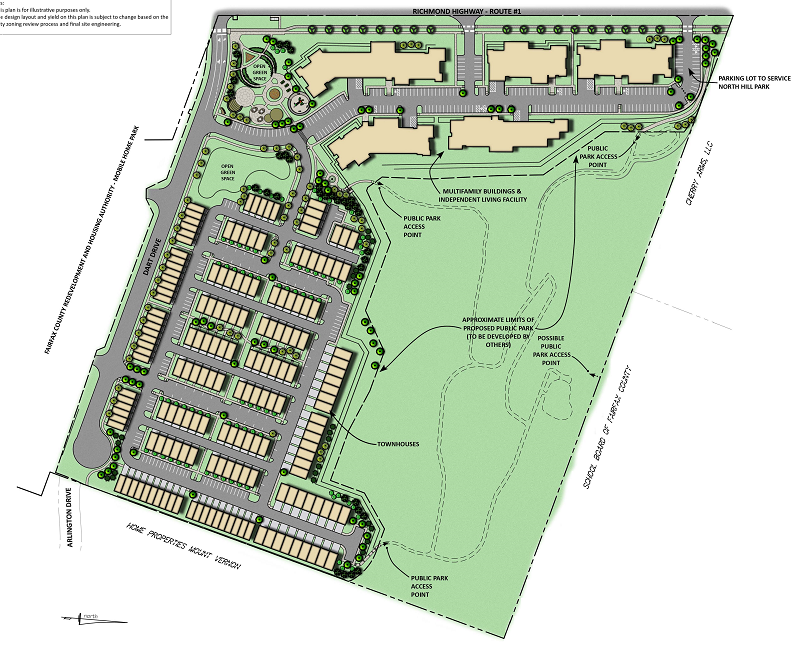 s:
is plan is for illustrative purposes only.
e design layout and yield on this plan is subject to change based on the
ty zoning review process and final site engineering.
RICHMOND HIGHWAY - ROUTE #1
OPEN
GREEN
SPACE
PARKING LOT TO SERVICE
NORTH HILL PARK
FAIRFAX COUNTY REDEVELOPMENT AND HOUSING AUTHORITY - MOBILE HOME PARK
CHERRY ARMS, LLC
PUBLIC
PARK ACCESS
POINT
OPEN
GREEN
SPACE
MULTIFAMILY BUILDINGS &
INDEPENDENT LIVING FACILITY
PUBLIC PARK
ACCESS
POINT
DART DRIVE
APPROXIMATE LIMITS OF
PROPOSED PUBLIC PARK
(TO BE DEVELOPED BY
OTHERS)
POSSIBLE
PUBLIC
PARK ACCESS
POINT
SCHOOL BOARD OF FAIRFAX COUNTY
TOWNHOUSES
ARLINGTON DRIVE
HOME PROPERTIES MOUNT VERNON
PUBLIC PARK
ACCESS
POINT
north